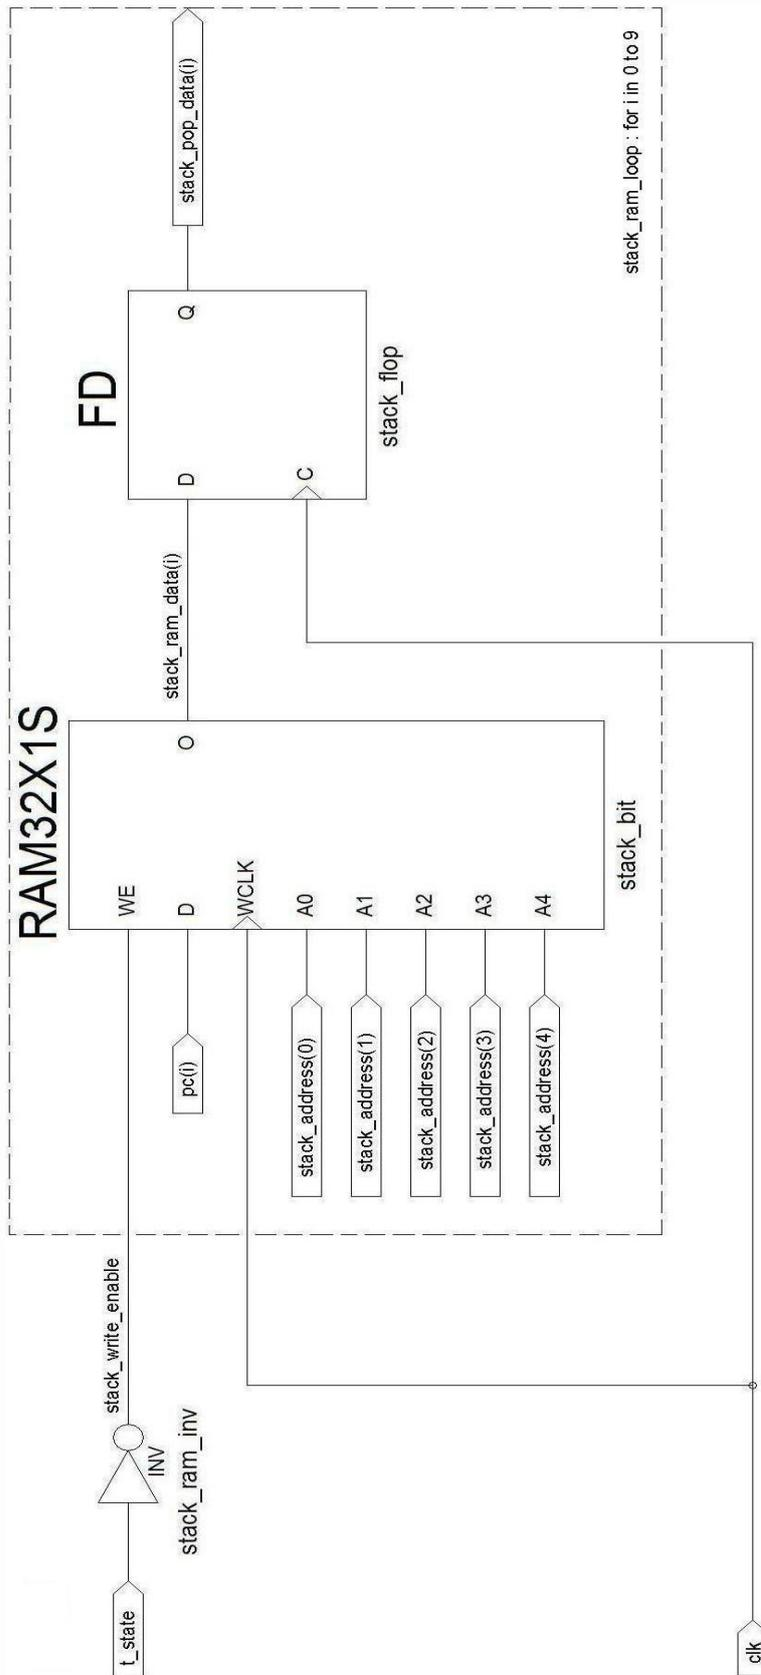 t_state
INV
stack_ram_inv
stack_write_enable
RAM32X1S
WE
D
WCLK
A0
A1
A2
A3
A4
O
stack_bit
pc(i)
stack_address(0)
stack_address(1)
stack_address(2)
stack_address(3)
stack_address(4)
stack_ram_data(i)
FD
D
C
Q
stack_flop
stack_pop_data(i)
stack_ram_loop : for i in 0 to 9
clk